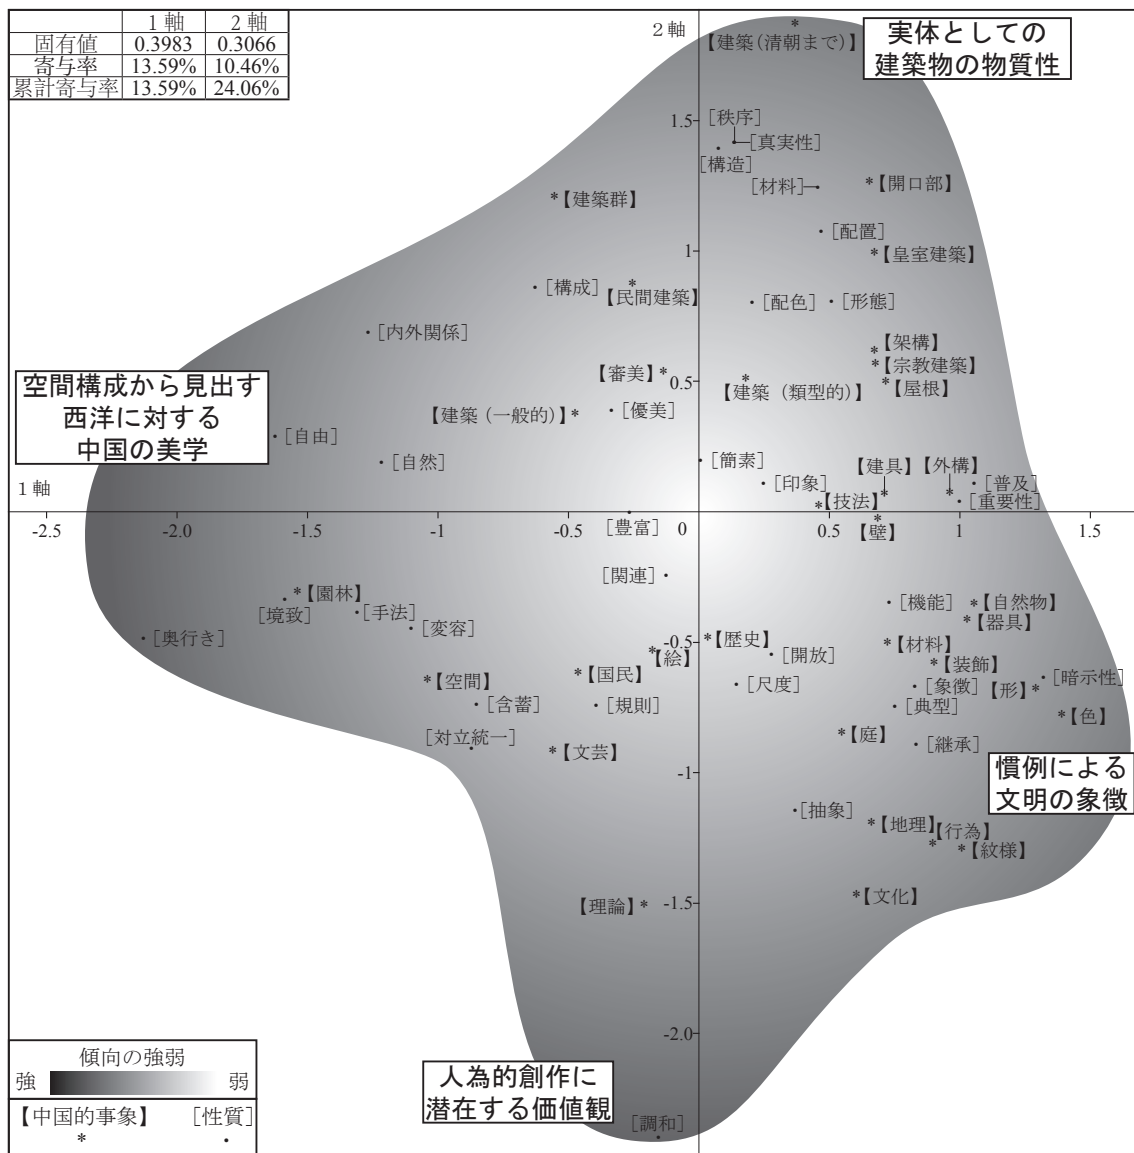 1軸 2軸
固有値 0.3983 0.3066
寄与率 13.59% 10.46%
累計寄与率 13.59% 24.06%
2軸
【建築(清朝まで)】
実体としての
建築物の物質性
1.5
[秩序]
[真実性]
[構造]
[材料]
【開口部】
【建築群】
[配置]
1
【皇室建築】
[構成]
【民間建築】
[配色]
[形態]
[内外関係]
【架構】
【宗教建築】
【審美】
0.5
【建築(類型的)】
【屋根】
空間構成から見出す
西洋に対する
中国の美学
【建築(一般的)】
[優美]
[自由]
[自然]
[簡素]
【建具】
【外構】
[印象]
[普及]
1軸
【技法】
[重要性]
-2.5 -2.0 -1.5 -1 -0.5 0 0.5 1 1.5
[豊富]
【壁】
[関連]
【園林】
[境致]
[手法]
[変容]
[奥行き]
[機能]
【自然物】
【器具】
-0.5
【歴史】
【絵】
[開放]
【材料】
【装飾】
【空間】
【国民】
[尺度]
[象徴]
【形】
[暗示性]
[含蓄]
[規則]
[典型]
【色】
[対立統一]
【文芸】
【庭】
[継承]
-1
慣例による
文明の象徴
[抽象]
【地理】
【行為】
【紋様】
【理論】
-1.5
【文化】
-2.0
傾向の強弱
強 弱
【中国的事象】 [性質]
* ・
人為的創作に
潜在する価値観
[調和]